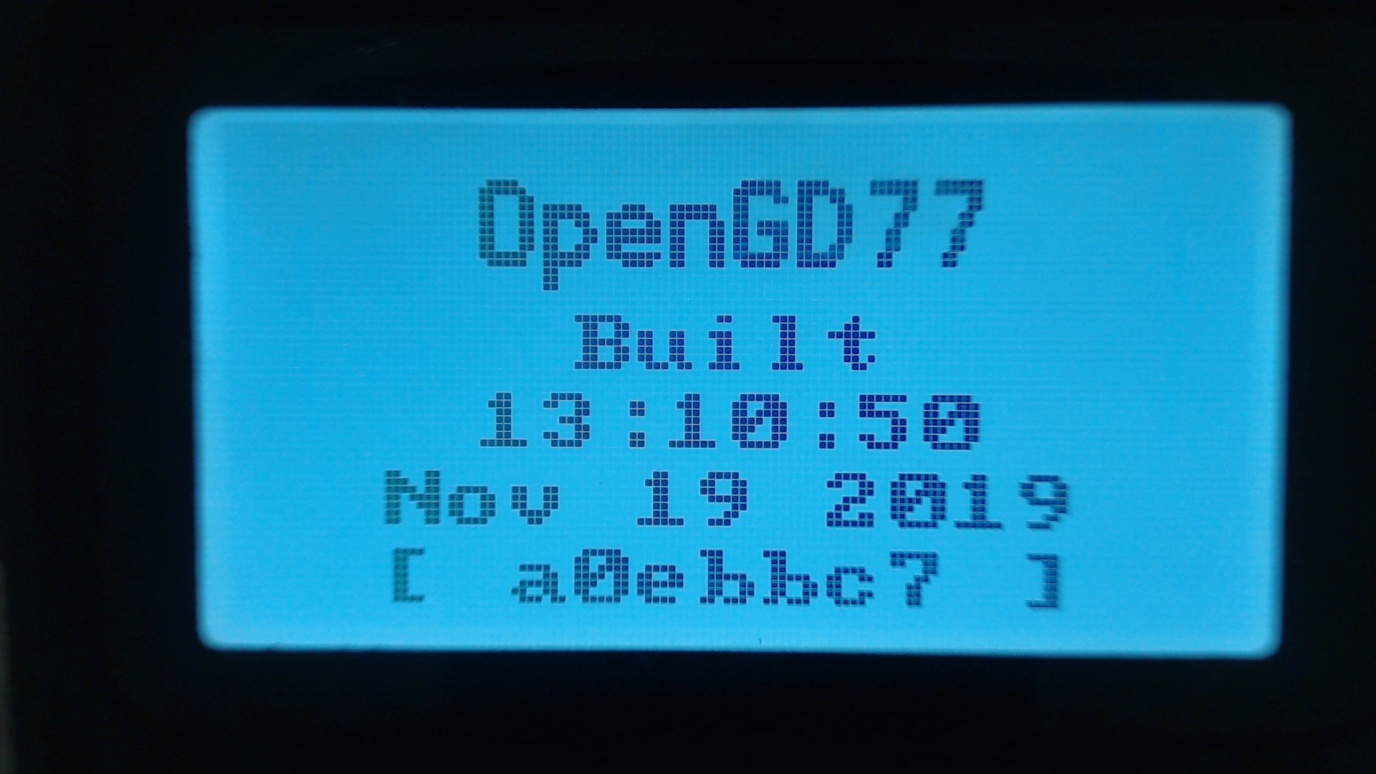 OpenGD77
Built
13:10:50
Nov 19 2019
[ a0ebbc7 ]